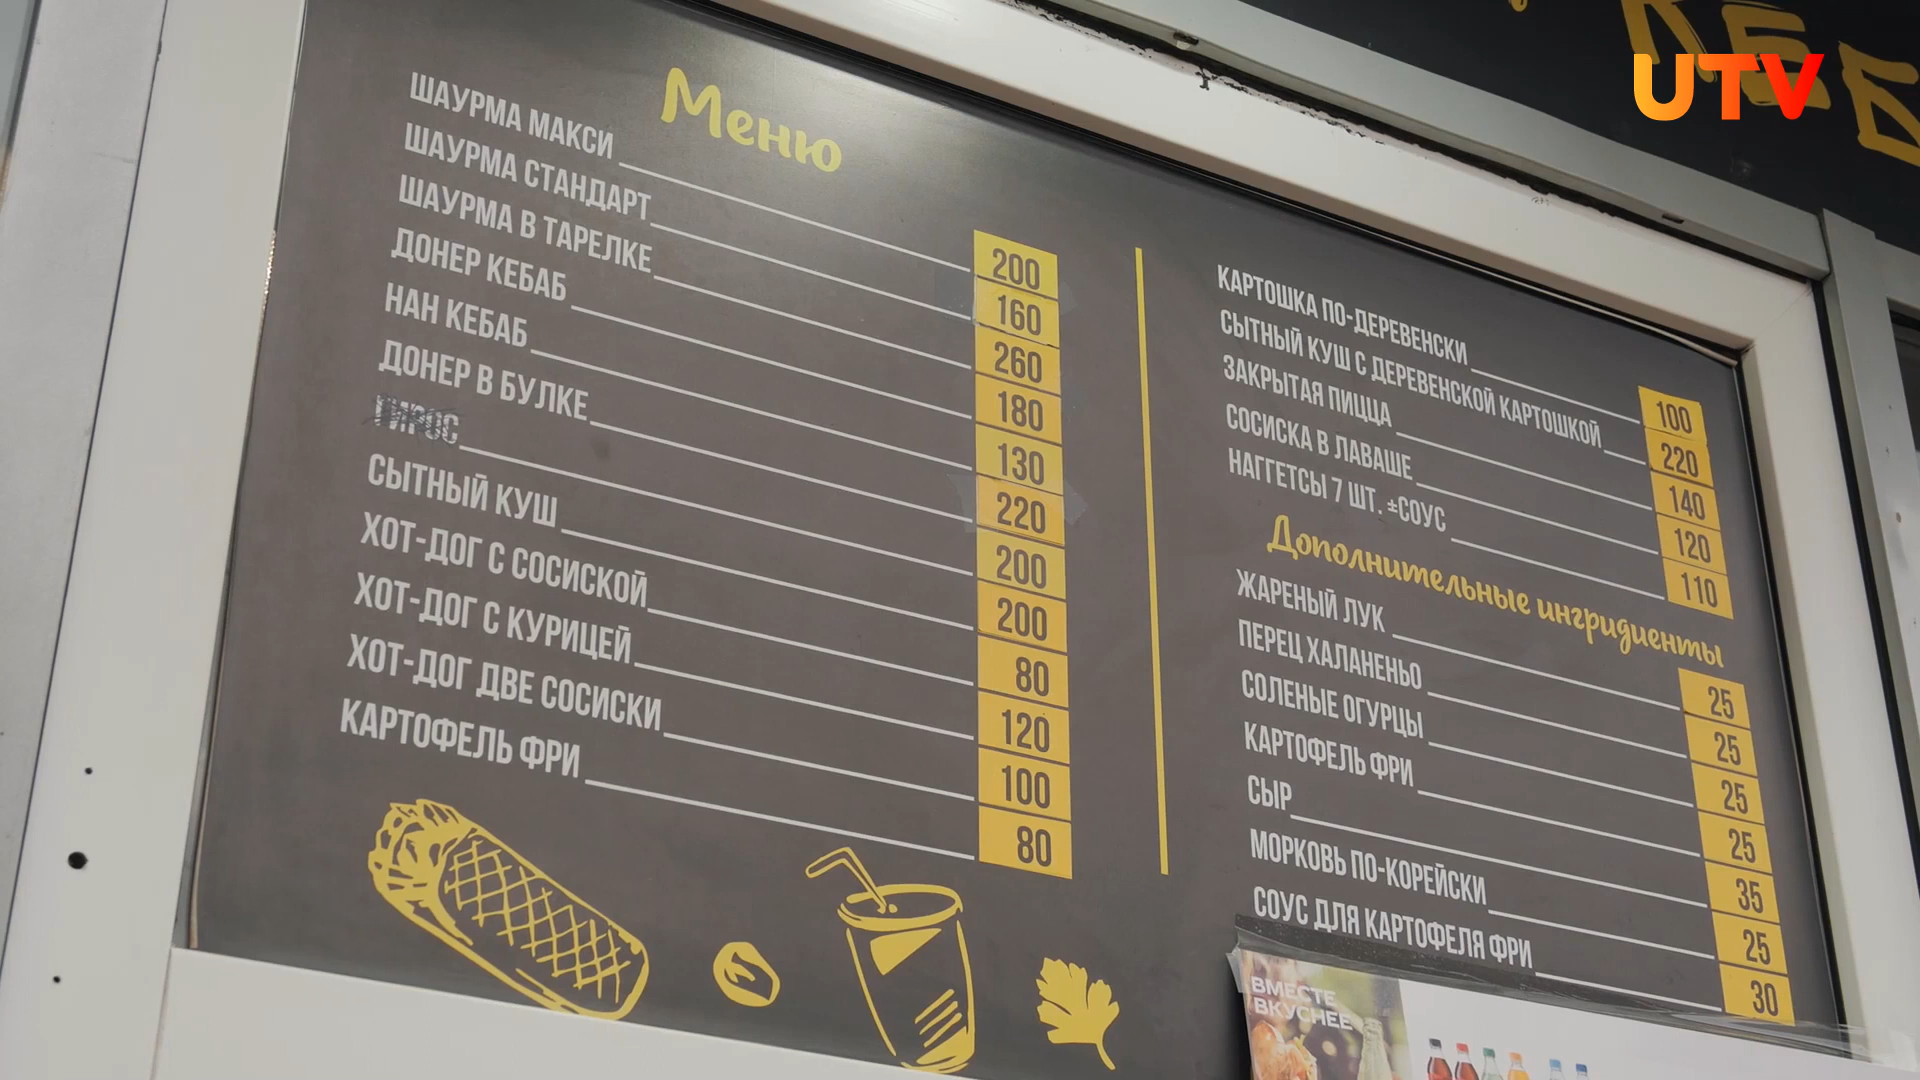 UTV
КЕБ
Меню
ШАУРМА МАКСИ 200
ШАУРМА СТАНДАРТ 160
ШАУРМА В ТАРЕЛКЕ 260
ДОНЕР КЕБАБ 180
НАН КЕБАБ 130
ДОНЕР В БУЛКЕ 220
200
СЫТНЫЙ КУШ 200
ХОТ-ДОГ С СОСИСКОЙ 80
ХОТ-ДОГ С КУРИЦЕЙ 120
ХОТ-ДОГ ДВЕ СОСИСКИ 100
КАРТОФЕЛЬ ФРИ 80
КАРТОШКА ПО-ДЕРЕВЕНСКИ 100
СЫТНЫЙ КУШ С ДЕРЕВЕНСКОЙ КАРТОШКОЙ 220
ЗАКРЫТАЯ ПИЦЦА 140
СОСИСКА В ЛАВАШЕ 120
НАГГЕТСЫ 7 ШТ. ±СОУС 110
Дополнительные ингридиенты
ЖАРЕНЫЙ ЛУК 25
ПЕРЕЦ ХАЛАНЕНЬО 25
СОЛЕНЫЕ ОГУРЦЫ 25
КАРТОФЕЛЬ ФРИ 25
СЫР 35
МОРКОВЬ ПО-КОРЕЙСКИ 25
СОУС ДЛЯ КАРТОФЕЛЯ ФРИ 30
ВМЕСТЕ
ВКУСНЕЕ